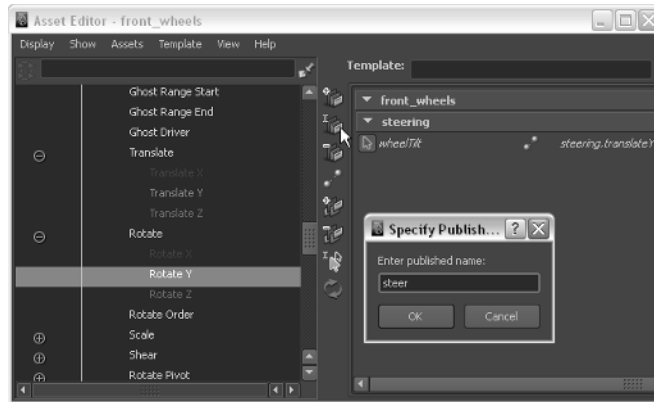 Asset Editor - front_wheels
Display Show Assets Template View Help
Template:
Ghost Range Start
Ghost Range End
Ghost Driver
Translate
Translate X
Translate Y
Translate Z
Rotate
Rotate X
Rotate Y
Rotate Z
Rotate Order
Scale
Shear
Rotate Pivot
front_wheels
steering
wheelTilt steering.translateY
Specify Publish...
Enter published name:
steer
OK Cancel